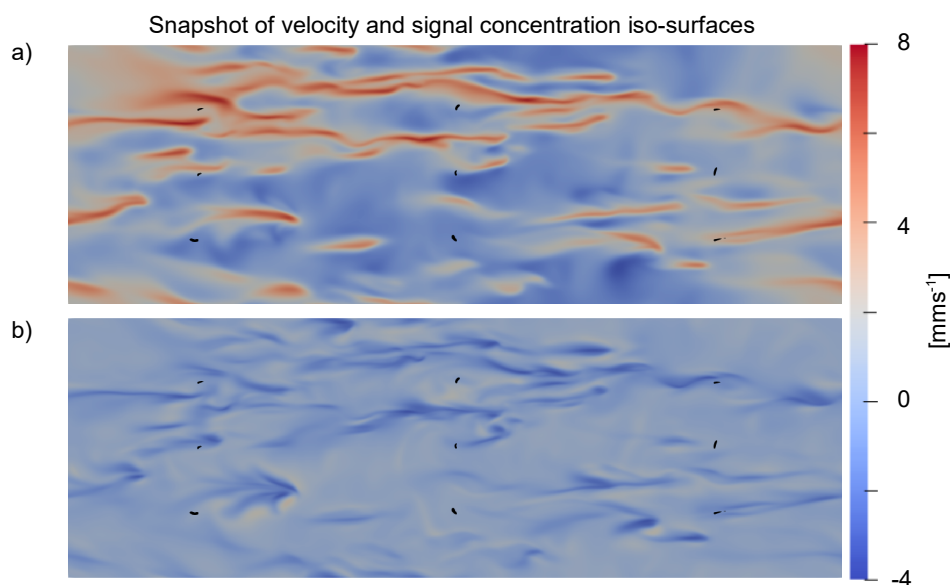 Snapshot of velocity and signal concentration iso-surfaces
a)
8
4
[mms⁻¹]
0
b)
-4